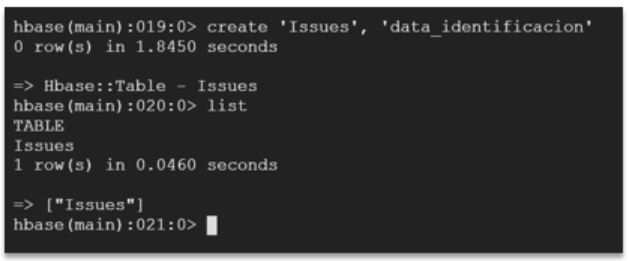 hbase(main):019:0> create 'Issues', 'data_identificacion'
0 row(s) in 1.8450 seconds
=> Hbase::Table - Issues
hbase(main):020:0> list
TABLE
Issues
1 row(s) in 0.0460 seconds
=> ["Issues"]
hbase(main):021:0>